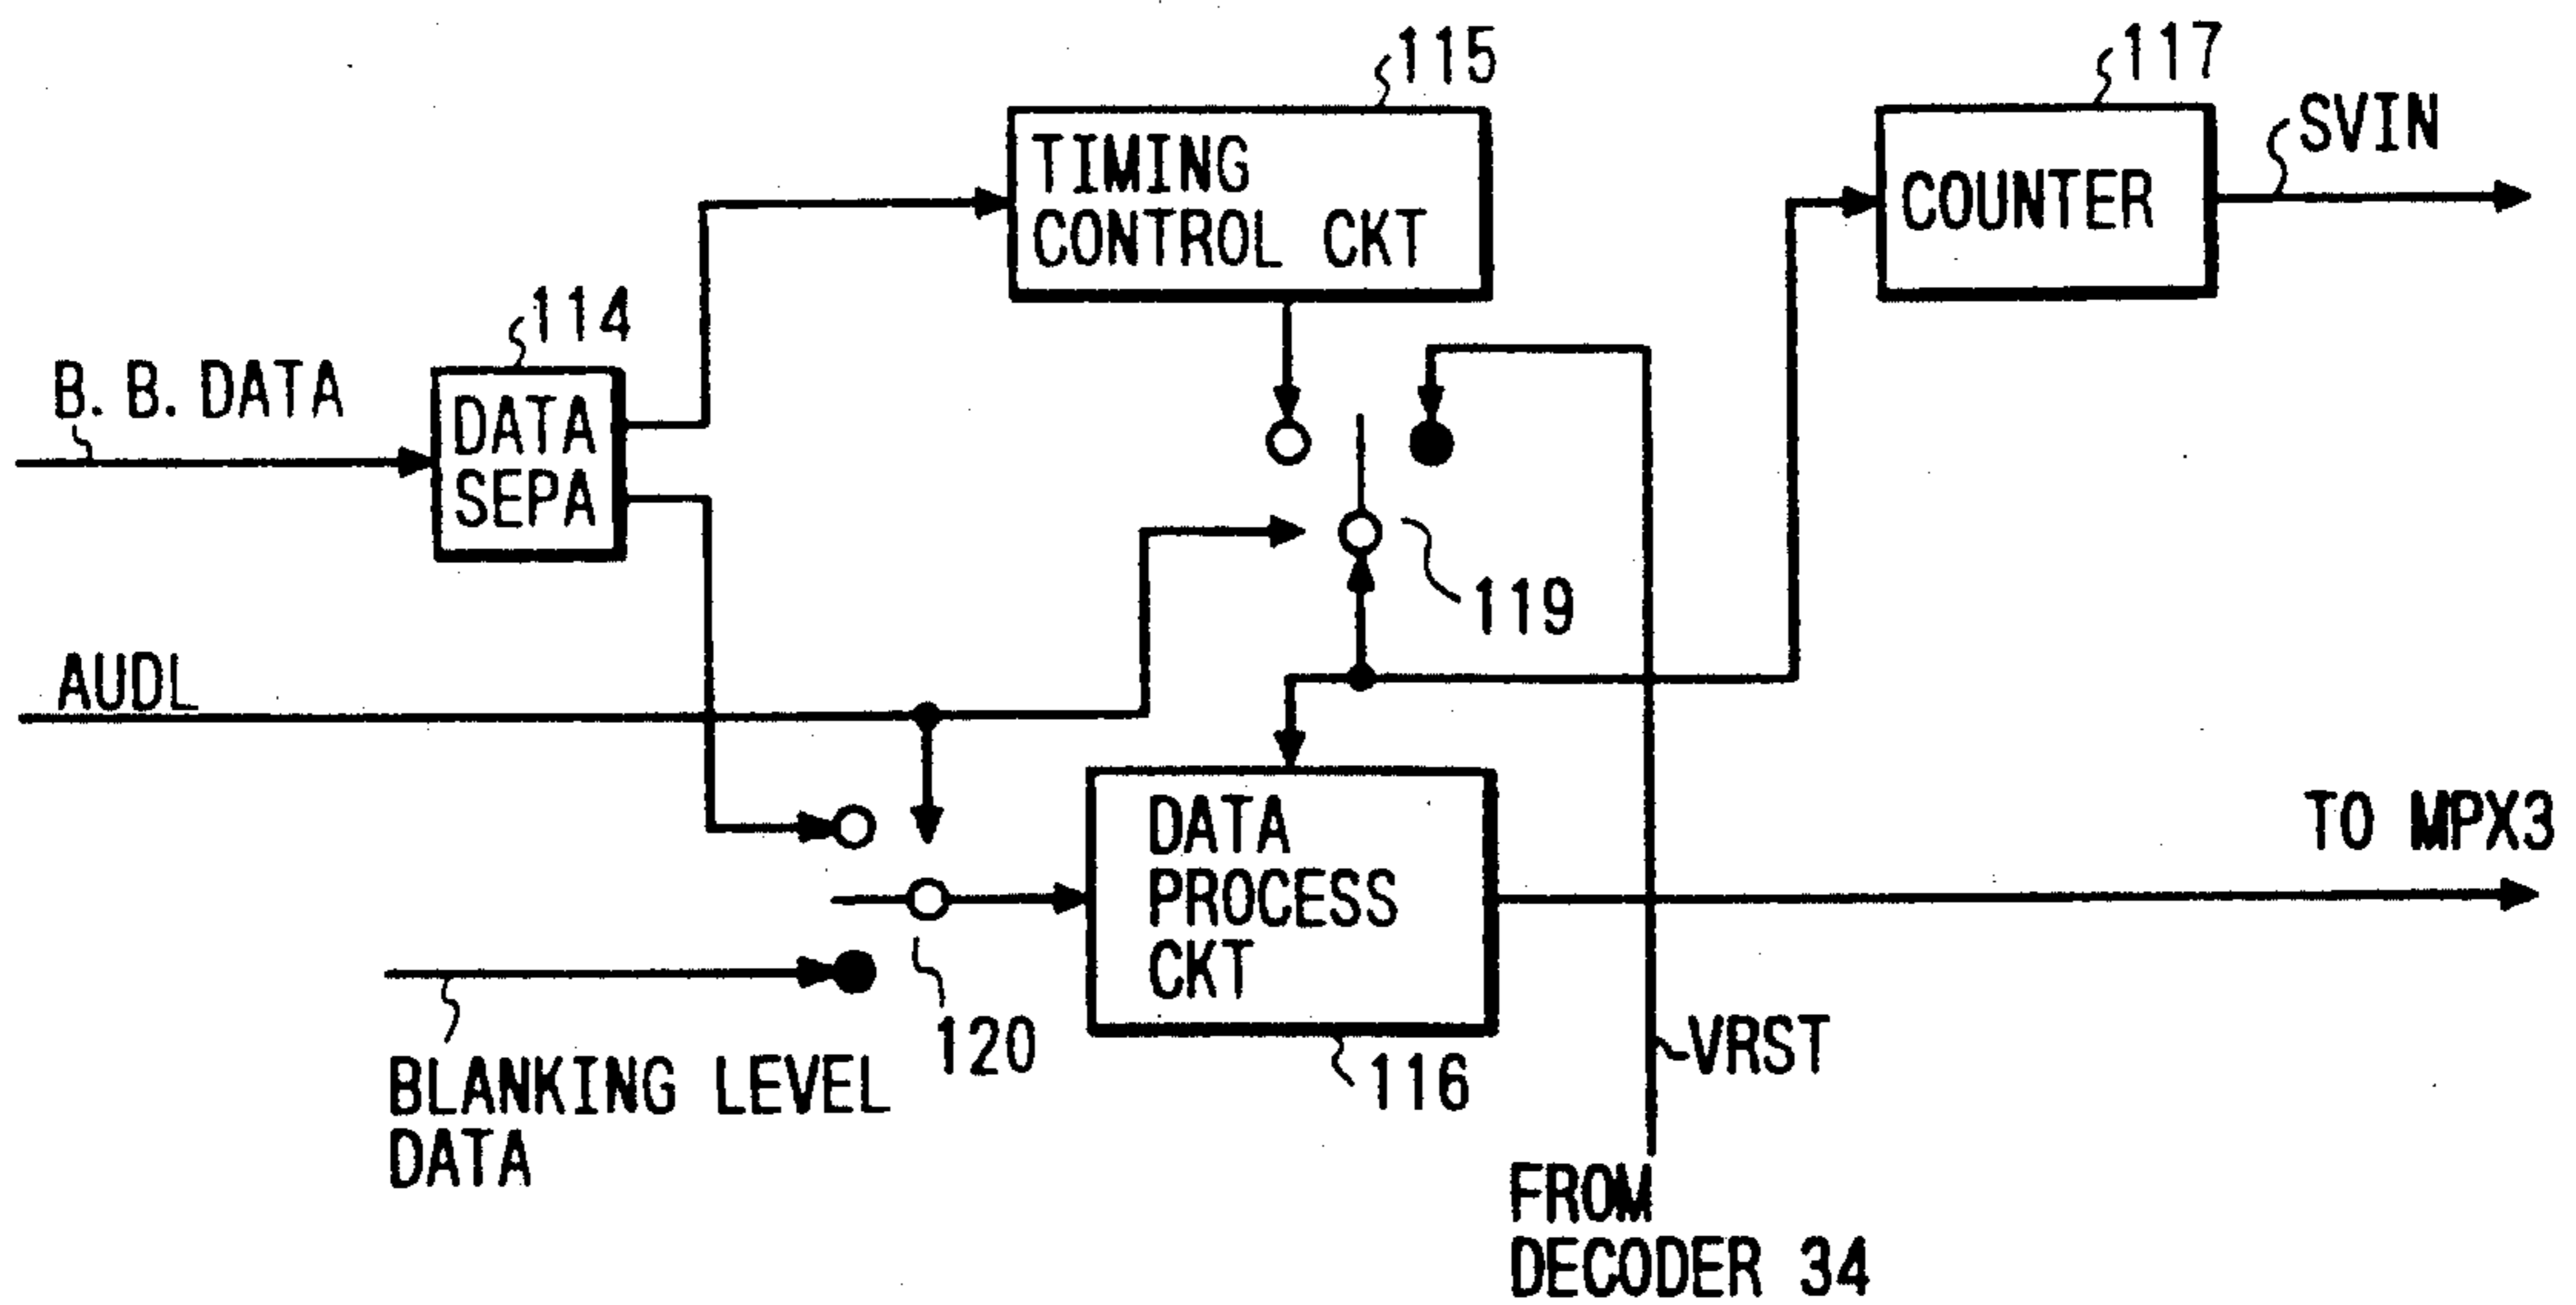 115
117
TIMING
CONTROL CKT
COUNTER
SVIN
114
B. B. DATA
DATA
SEPA
119
AUDL
DATA
PROCESS
CKT
TO MPX3
120
116
VRST
BLANKING LEVEL
DATA
FROM
DECODER 34